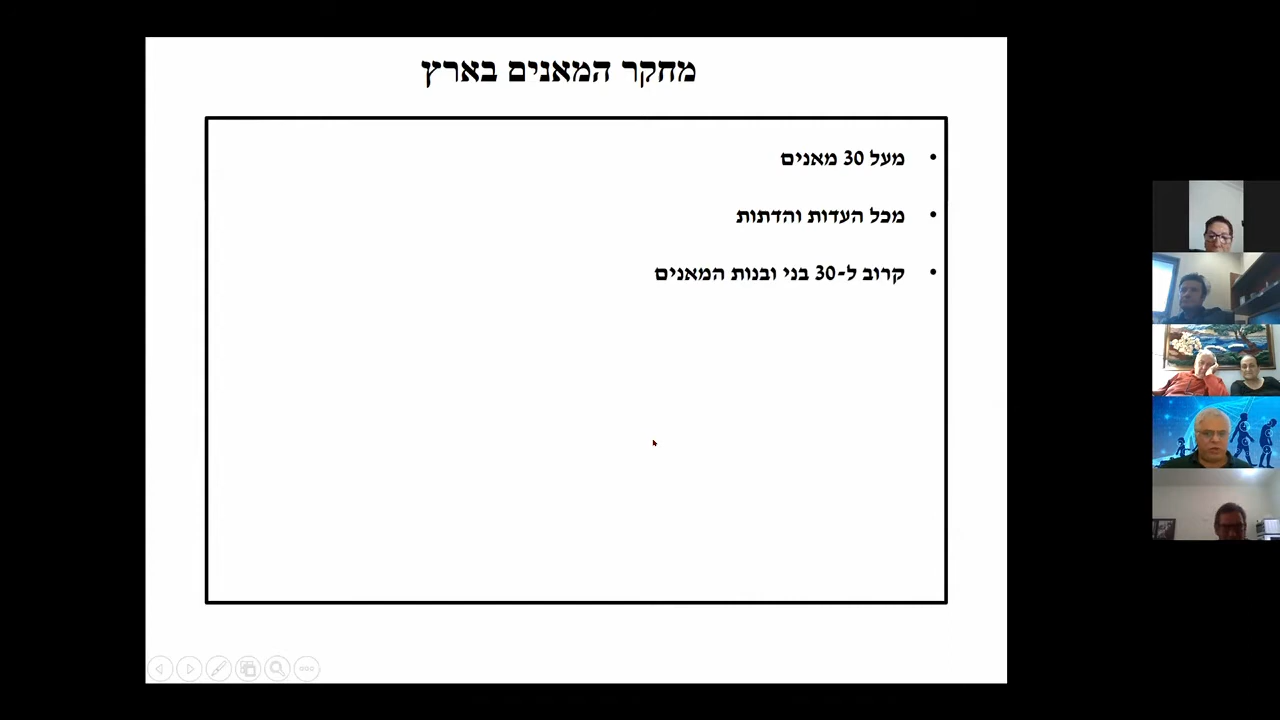 מחקר המאנים בארץ
• מעל 30 מאנים
• מכל העדות והדתות
• קרוב ל-30 בני ובנות המאנים